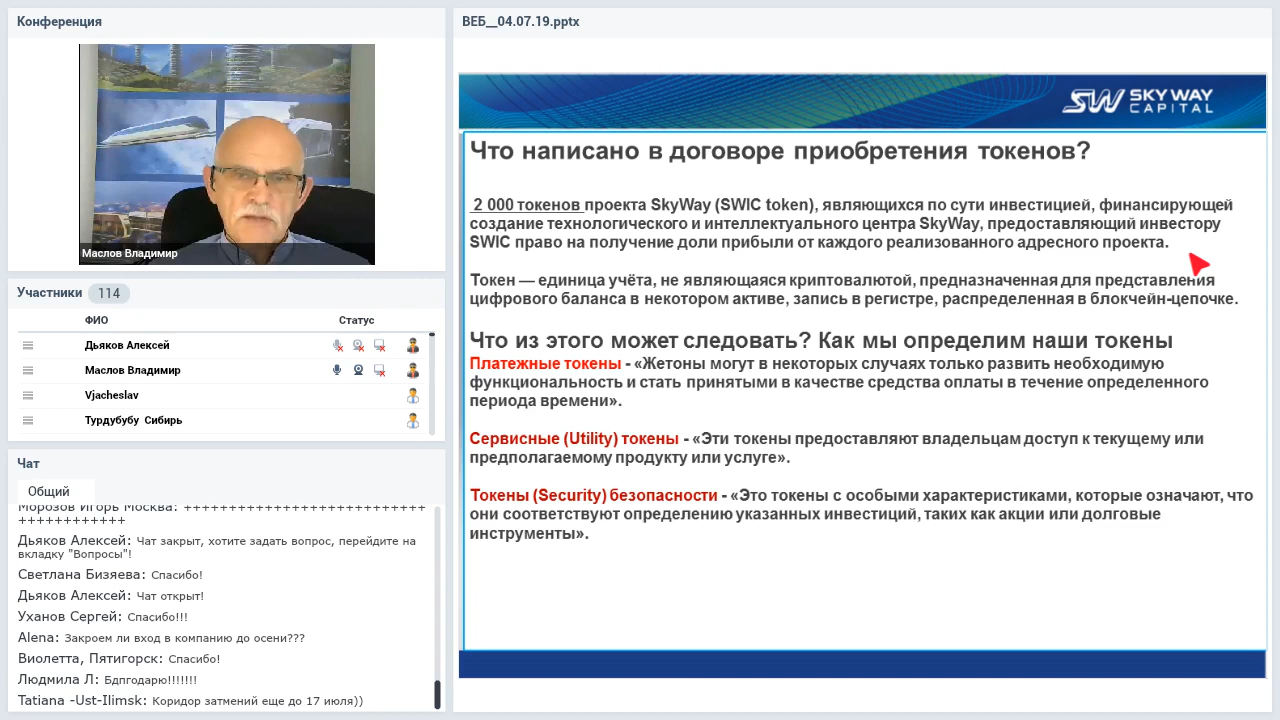 Конференция
Маслов Владимир
Участники 114
ФИО Статус
Дьяков Алексей
Маслов Владимир
Vjacheslav
Турдубубу Сибирь
Чат
Общий
Морозов Игорь Москва: +++++++++++++++++++++++++++
++++++++++++
Дьяков Алексей: Чат закрыт, хотите задать вопрос, перейдите на
вкладку "Вопросы"!
Светлана Бизяева: Спасибо!
Дьяков Алексей: Чат открыт!
Уханов Сергей: Спасибо!!!
Alena: Закроем ли вход в компанию до осени???
Виолетта, Пятигорск: Спасибо!
Людмила Л: Бдпгодарю!!!!!!!
Tatiana -Ust-Ilimsk: Коридор затмений еще до 17 июля))
ВЕБ__04.07.19.pptx
SW SKY WAY
CAPITAL
Что написано в договоре приобретения токенов?
2 000 токенов проекта SkyWay (SWIC token), являющихся по сути инвестицией, финансирующей
создание технологического и интеллектуального центра SkyWay, предоставляющий инвестору
SWIC право на получение доли прибыли от каждого реализованного адресного проекта.
Токен — единица учёта, не являющаяся криптовалютой, предназначенная для представления
цифрового баланса в некотором активе, запись в регистре, распределенная в блокчейн-цепочке.
Что из этого может следовать? Как мы определим наши токены
Платежные токены - «Жетоны могут в некоторых случаях только развить необходимую
функциональность и стать принятыми в качестве средства оплаты в течение определенного
периода времени».
Сервисные (Utility) токены - «Эти токены предоставляют владельцам доступ к текущему или
предполагаемому продукту или услуге».
Токены (Security) безопасности - «Это токены с особыми характеристиками, которые означают, что
они соответствуют определению указанных инвестиций, таких как акции или долговые
инструменты».